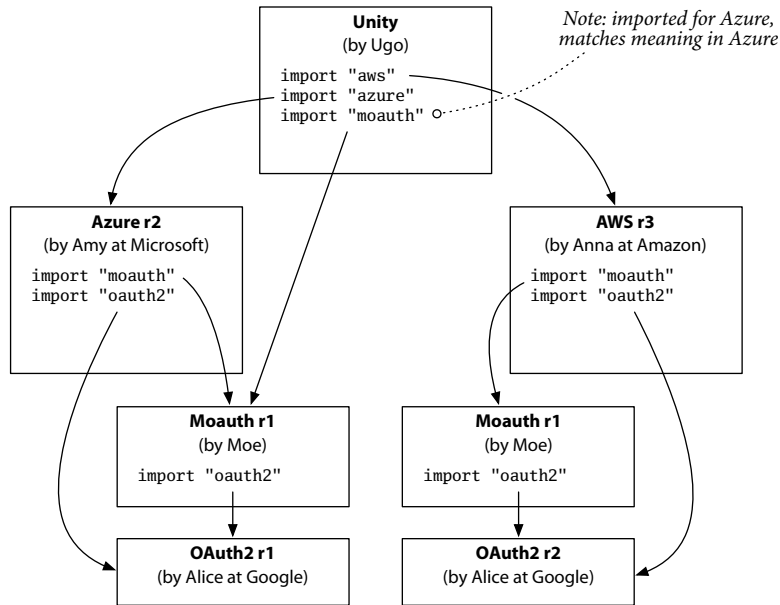 Unity
(by Ugo)
import "aws"
import "azure"
import "moauth"
Note: imported for Azure,
matches meaning in Azure
Azure r2
(by Amy at Microsoft)
import "moauth"
import "oauth2"
AWS r3
(by Anna at Amazon)
import "moauth"
import "oauth2"
Moauth r1
(by Moe)
import "oauth2"
Moauth r1
(by Moe)
import "oauth2"
OAuth2 r1
(by Alice at Google)
OAuth2 r2
(by Alice at Google)